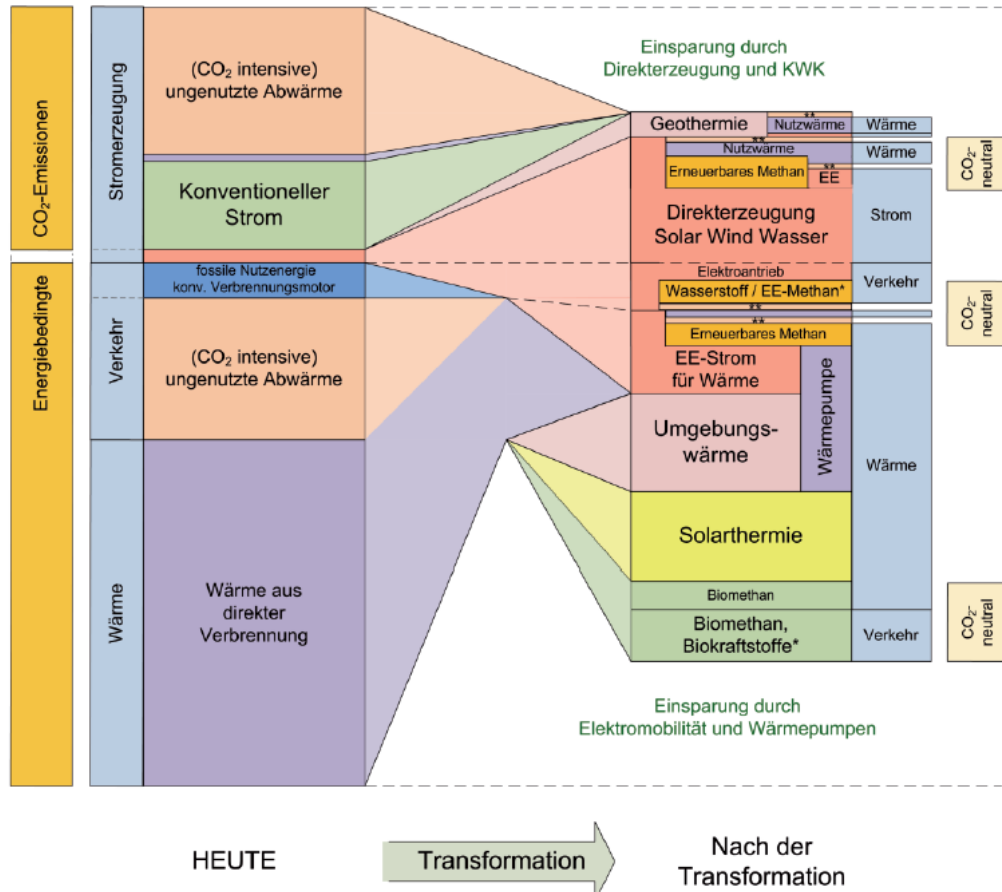 CO₂-Emissionen
Energiebedingte
Stromerzeugung
Verkehr
Wärme
(CO₂ intensive)
ungenutzte Abwärme
Konventioneller
Strom
fossile Nutzenergie
konv. Verbrennungsmotor
(CO₂ intensive)
ungenutzte Abwärme
Wärme aus
direkter
Verbrennung
Einsparung durch
Direkterzeugung und KWK
Geothermie
**
Nutzwärme
Wärme
**
Nutzwärme
Wärme
Erneuerbares Methan
**
EE
CO₂-
neutral
Direkterzeugung
Solar Wind Wasser
Strom
Elektroantrieb
Wasserstoff / EE-Methan*
Verkehr
**
**
Erneuerbares Methan
CO₂-
neutral
EE-Strom
für Wärme
Umgebungs-
wärme
Wärmepumpe
Wärme
Solarthermie
Biomethan
Biomethan,
Biokraftstoffe*
Verkehr
CO₂-
neutral
Einsparung durch
Elektromobilität und Wärmepumpen
HEUTE
Transformation
Nach der
Transformation